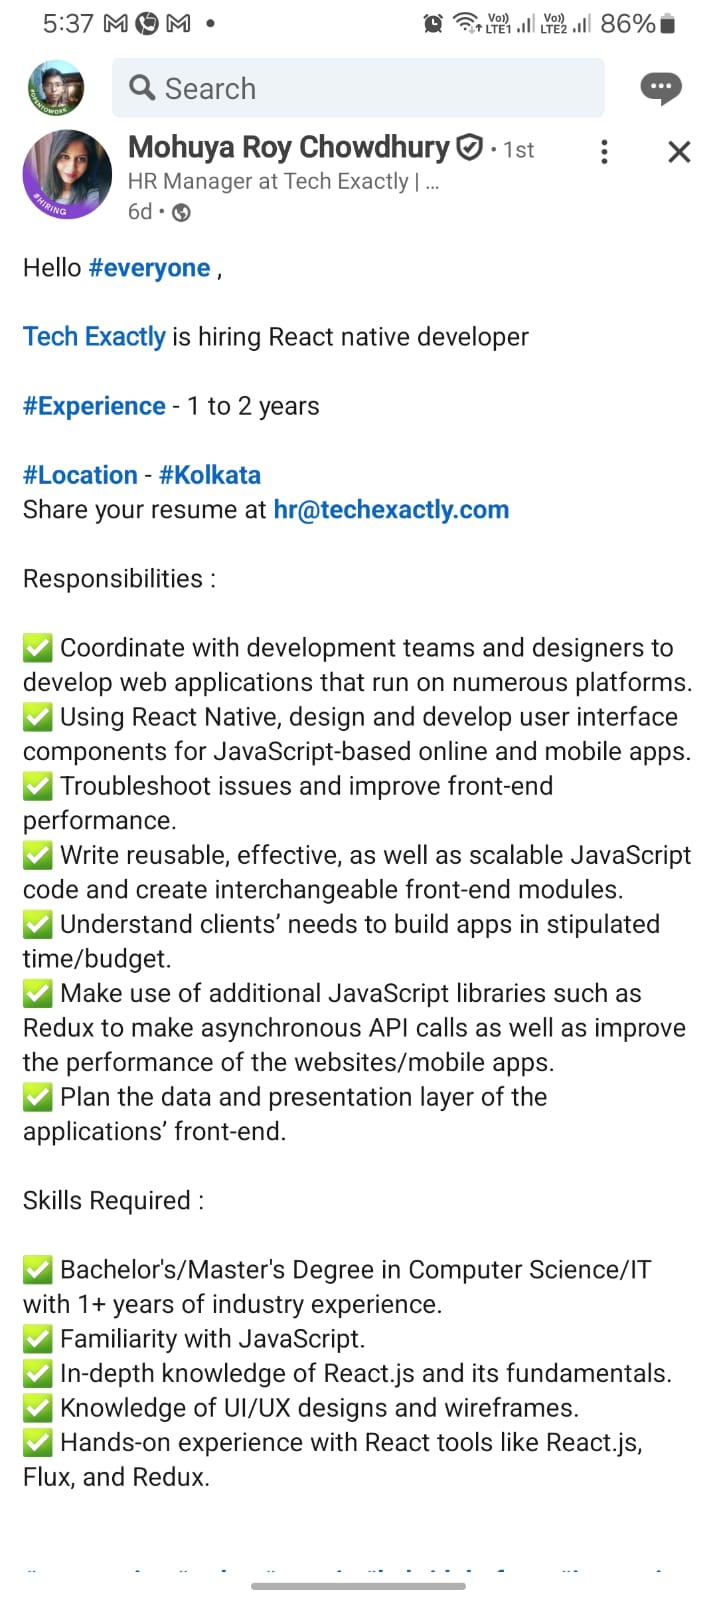 5:37
Vo)) LTE1 Vo)) LTE2 86%
#OPENTOWORK
Search
Mohuya Roy Chowdhury • 1st
#HIRING
HR Manager at Tech Exactly | ...
6d •
Hello #everyone ,
Tech Exactly is hiring React native developer
#Experience - 1 to 2 years
#Location - #Kolkata
Share your resume at hr@techexactly.com
Responsibilities :
✅ Coordinate with development teams and designers to
develop web applications that run on numerous platforms.
✅ Using React Native, design and develop user interface
components for JavaScript-based online and mobile apps.
✅ Troubleshoot issues and improve front-end
performance.
✅ Write reusable, effective, as well as scalable JavaScript
code and create interchangeable front-end modules.
✅ Understand clients’ needs to build apps in stipulated
time/budget.
✅ Make use of additional JavaScript libraries such as
Redux to make asynchronous API calls as well as improve
the performance of the websites/mobile apps.
✅ Plan the data and presentation layer of the
applications’ front-end.
Skills Required :
✅ Bachelor's/Master's Degree in Computer Science/IT
with 1+ years of industry experience.
✅ Familiarity with JavaScript.
✅ In-depth knowledge of React.js and its fundamentals.
✅ Knowledge of UI/UX designs and wireframes.
✅ Hands-on experience with React tools like React.js,
Flux, and Redux.